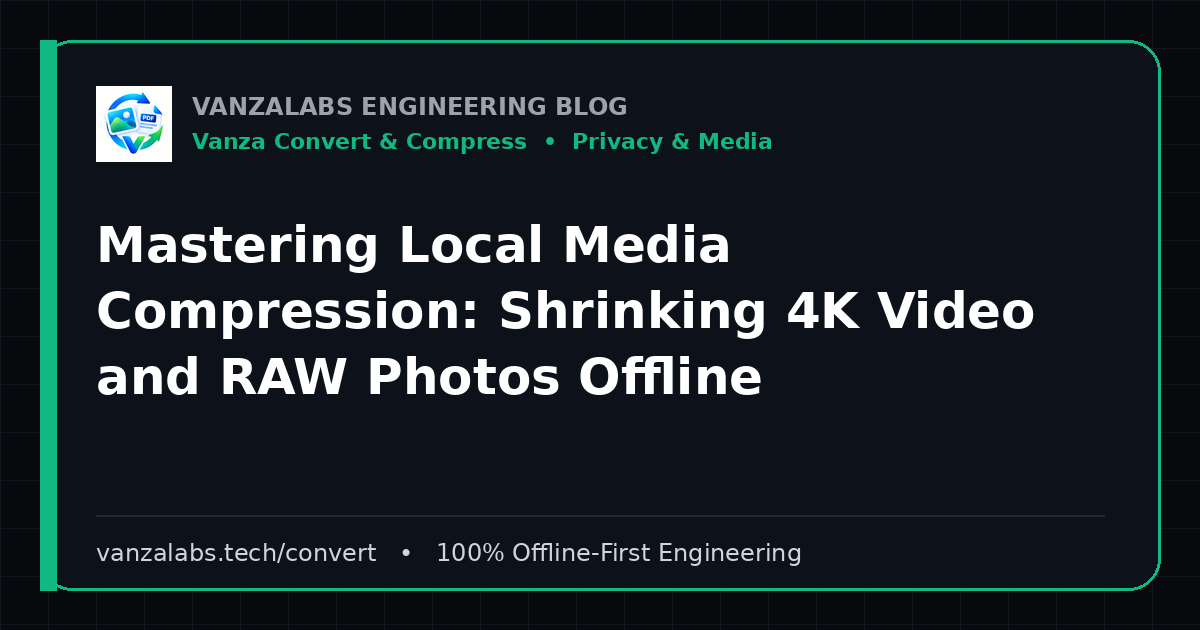 PDF
VANZALABS ENGINEERING BLOG
Vanza Convert & Compress • Privacy & Media
Mastering Local Media
Compression: Shrinking 4K Video
and RAW Photos Offline
vanzalabs.tech/convert • 100% Offline-First Engineering